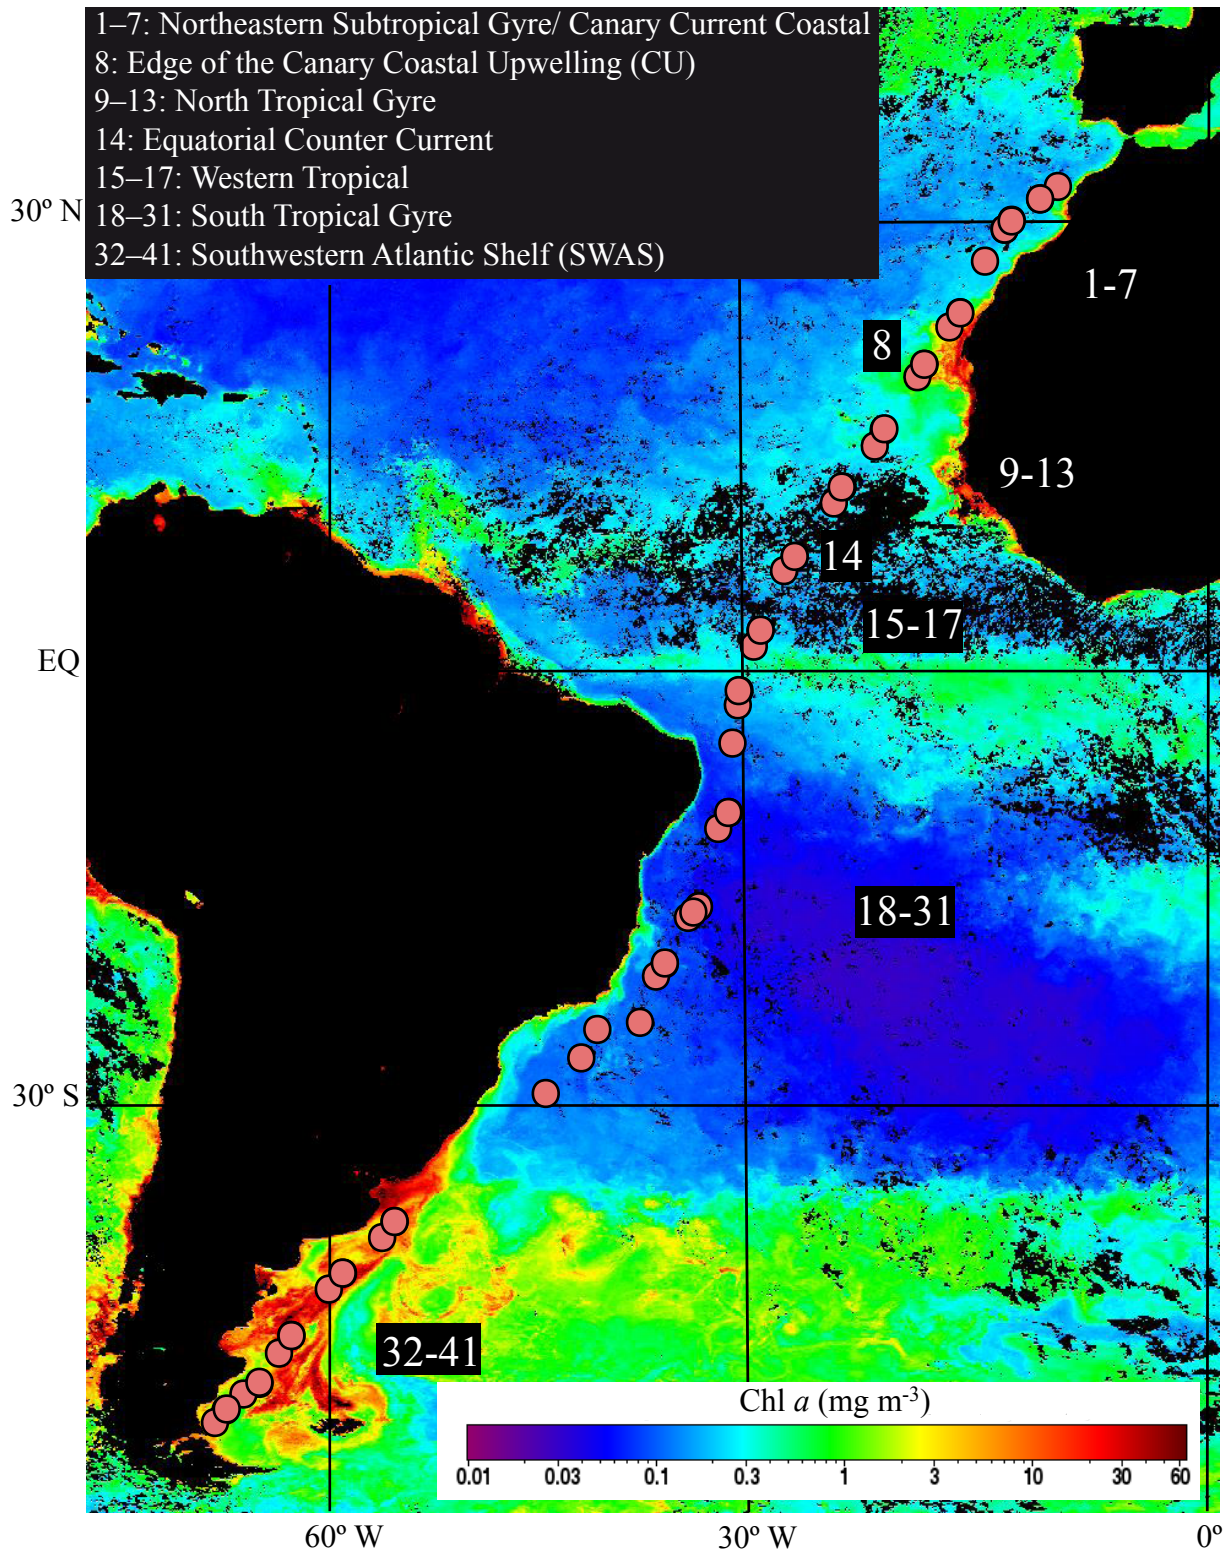 1–7: Northeastern Subtropical Gyre/ Canary Current Coastal
8: Edge of the Canary Coastal Upwelling (CU)
9–13: North Tropical Gyre
14: Equatorial Counter Current
15–17: Western Tropical
18–31: South Tropical Gyre
32–41: Southwestern Atlantic Shelf (SWAS)
30º N
1-7
8
9-13
14
15-17
EQ
18-31
30º S
32-41
Chl a (mg m-3)
0.01 0.03 0.1 0.3 1 3 10 30 60
60º W 30º W 0º